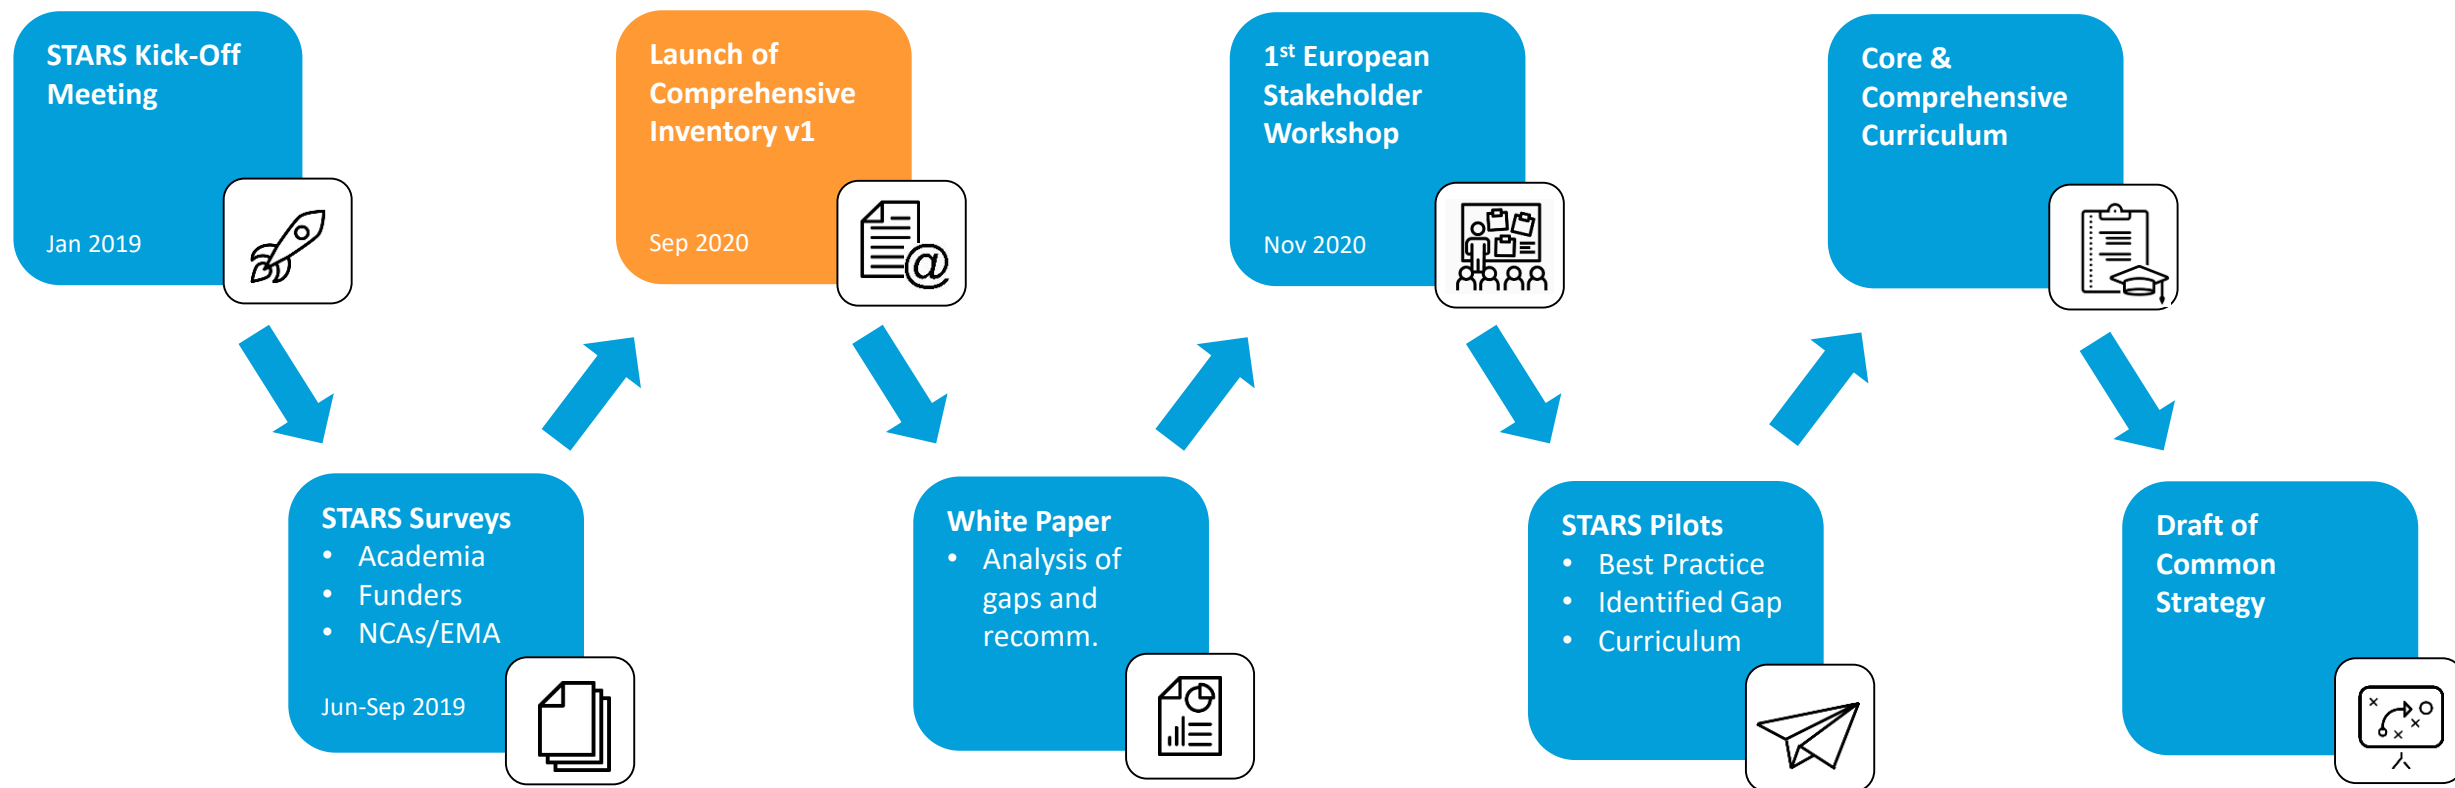 STARS Kick-Off
Meeting
Jan 2019
STARS Surveys
• Academia
• Funders
• NCAs/EMA
Jun-Sep 2019
Launch of
Comprehensive
Inventory v1
Sep 2020
@
White Paper
• Analysis of
gaps and
recomm.
1st European
Stakeholder
Workshop
Nov 2020
STARS Pilots
• Best Practice
• Identified Gap
• Curriculum
Core &
Comprehensive
Curriculum
Draft of
Common
Strategy